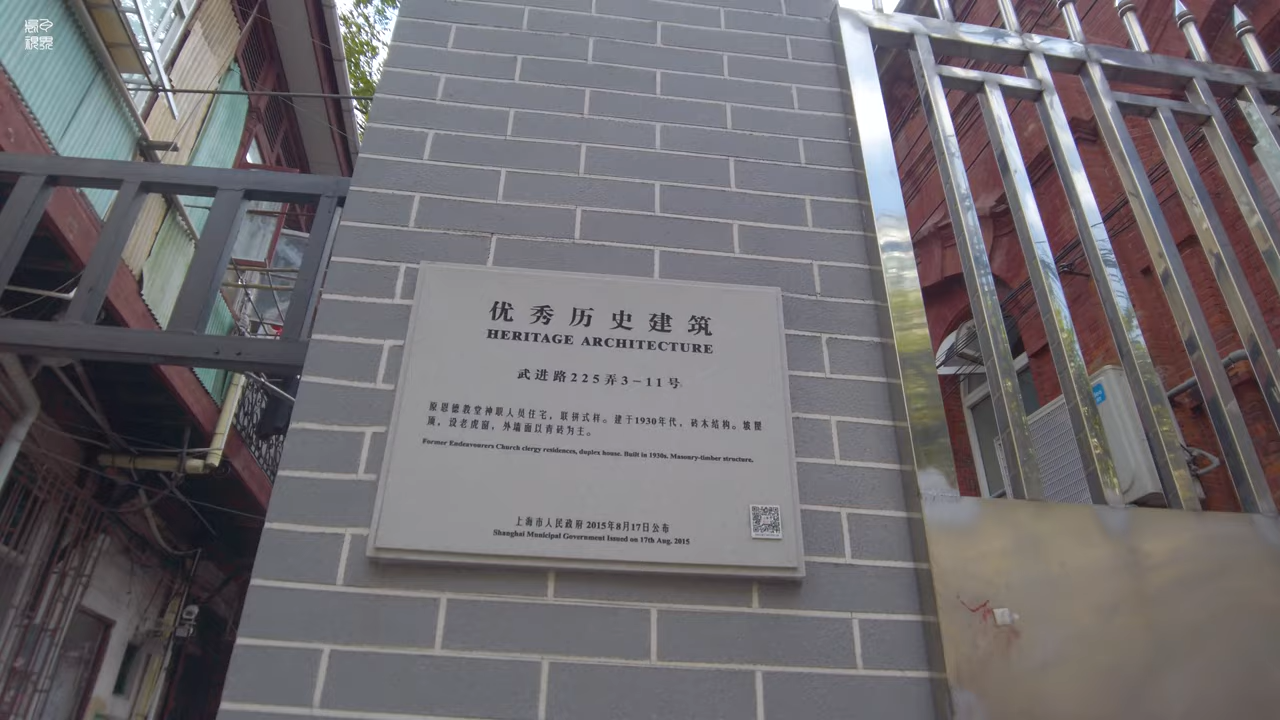 优秀历史建筑
HERITAGE ARCHITECTURE
武进路225弄3-11号
原恩德教堂神职人员住宅，联拼式样。建于1930年代，砖木结构。坡屋
顶，设老虎窗，外墙面以青砖为主。
Former Endeavourers Church clergy residences, duplex house. Built in 1930s. Masonry-timber structure.
上海市人民政府 2015年8月17日公布
Shanghai Municipal Government Issued on 17th Aug. 2015